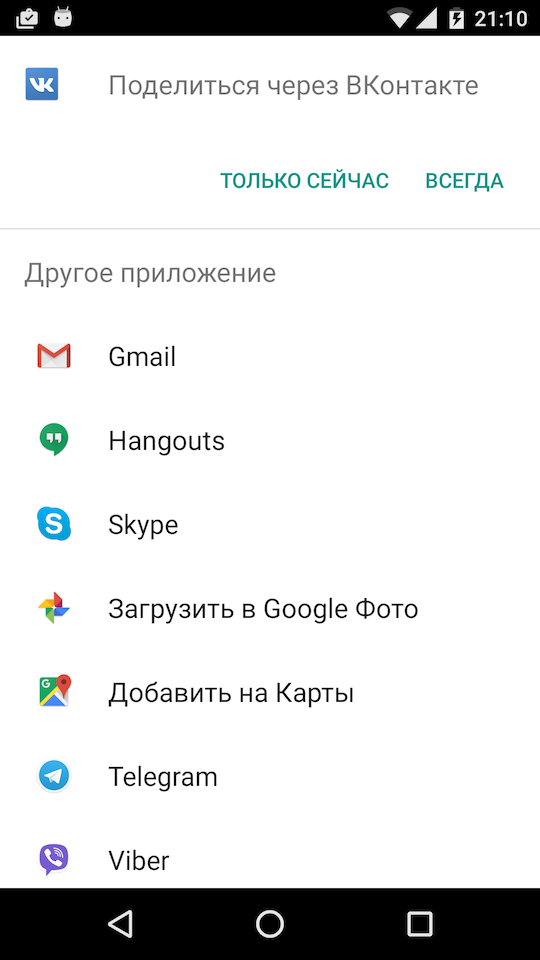 21:10
Поделиться через ВКонтакте
ТОЛЬКО СЕЙЧАС ВСЕГДА
Другое приложение
Gmail
Hangouts
Skype
Загрузить в Google Фото
Добавить на Карты
Telegram
Viber